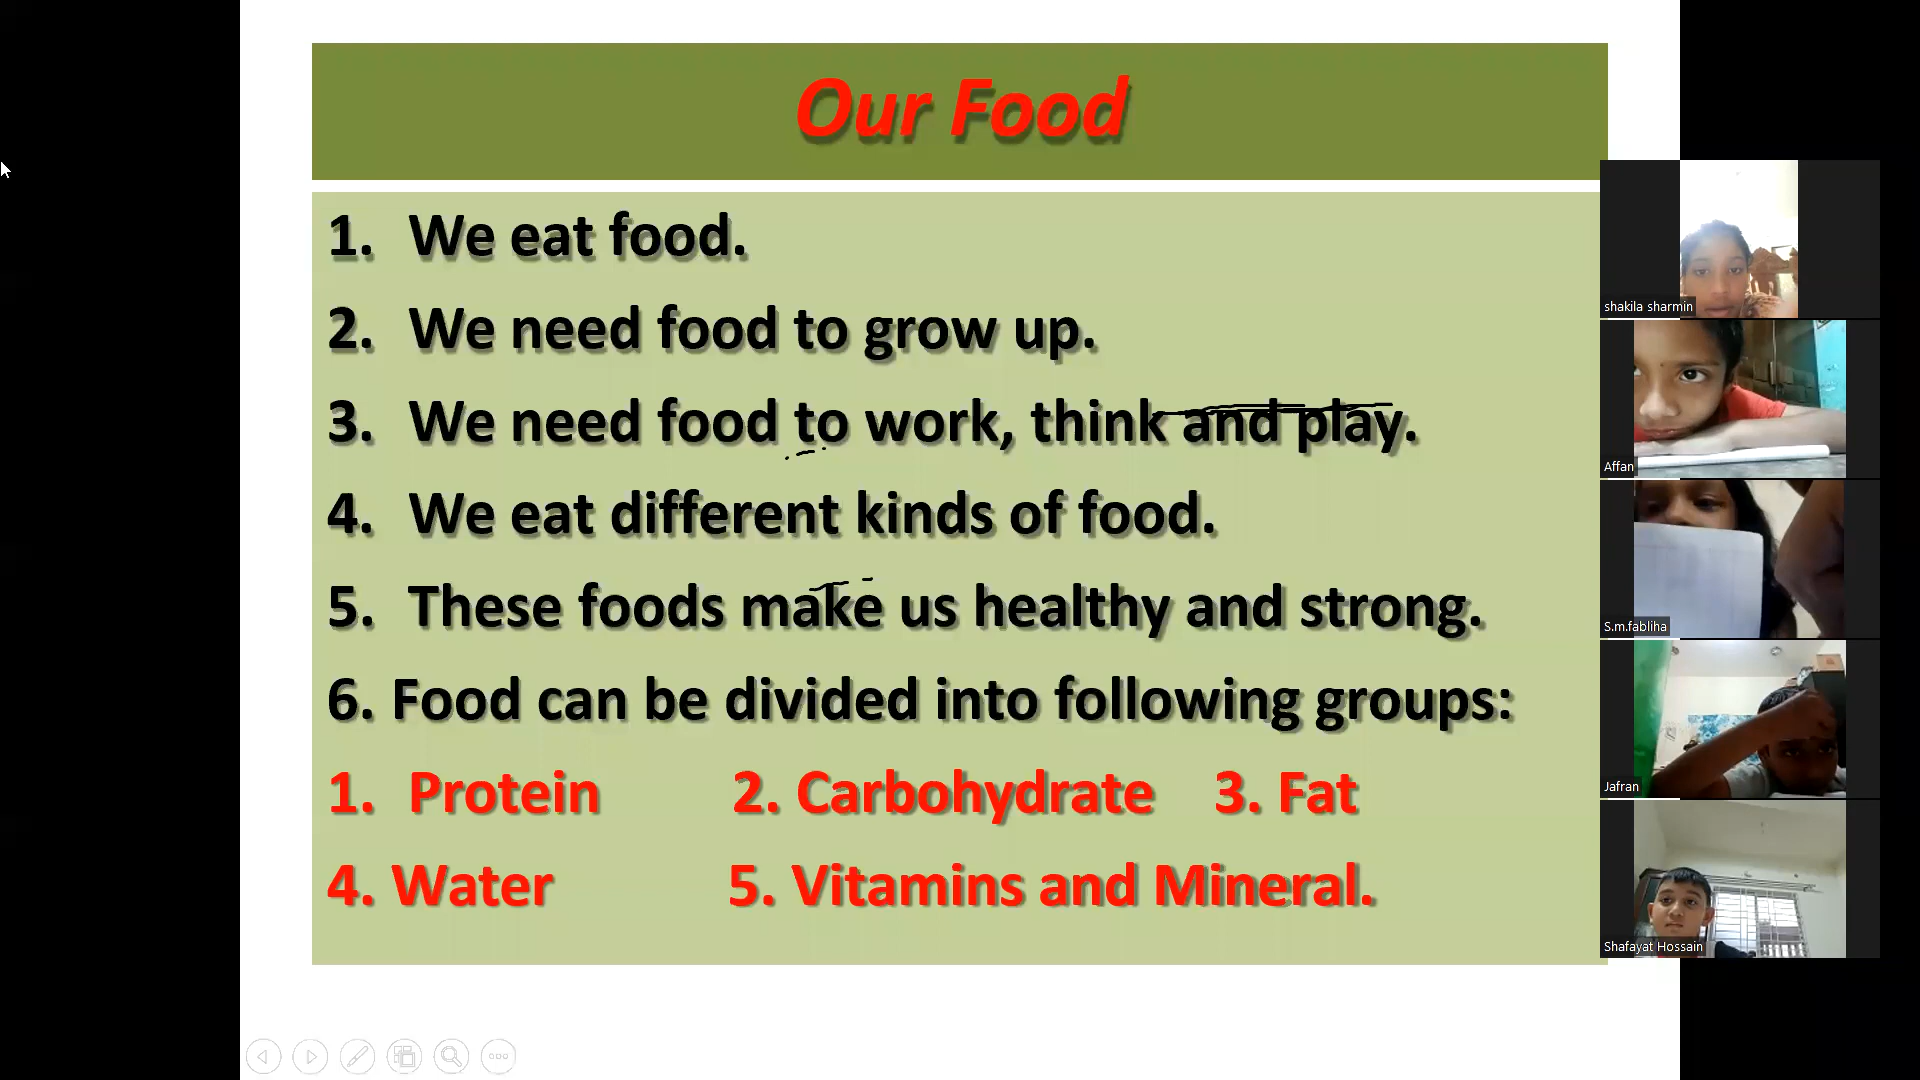 Our Food
1. We eat food.
2. We need food to grow up.
3. We need food to work, think and play.
4. We eat different kinds of food.
5. These foods make us healthy and strong.
6. Food can be divided into following groups:
1. Protein 2. Carbohydrate 3. Fat
4. Water 5. Vitamins and Mineral.
shakila sharmin
Affan
S.m.fabliha
Jafran
Shafayat Hossain